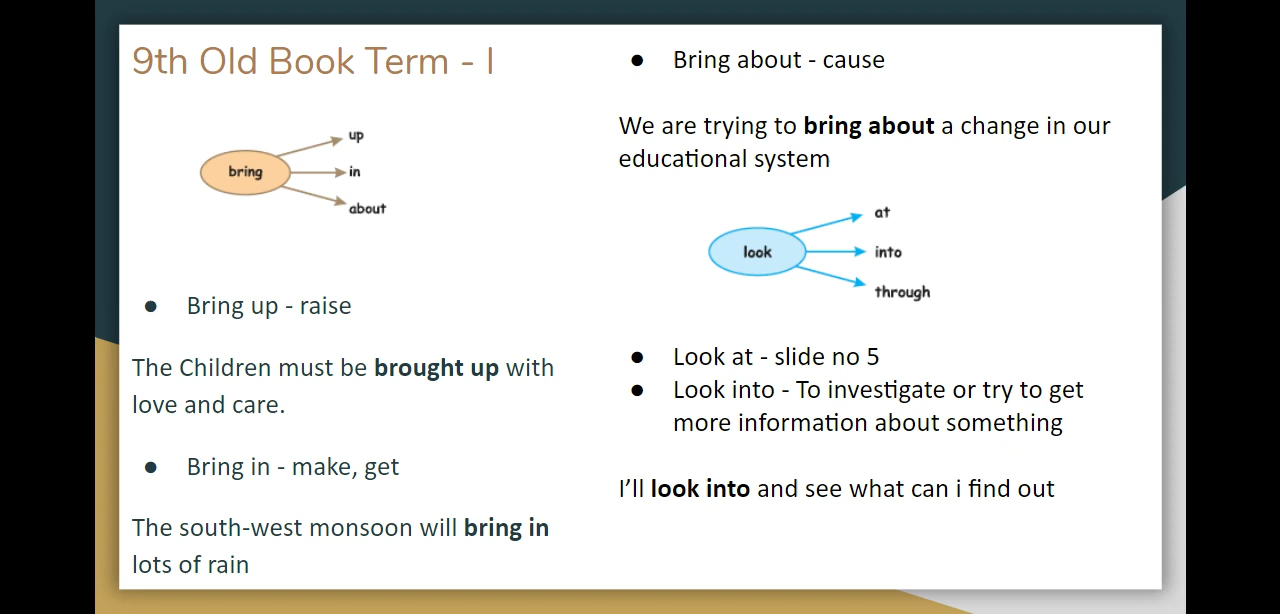 9th Old Book Term - I
up
bring
in
about
● Bring up - raise
The Children must be brought up with
love and care.
● Bring in - make, get
The south-west monsoon will bring in
lots of rain
● Bring about - cause
We are trying to bring about a change in our
educational system
at
look
into
through
● Look at - slide no 5
● Look into - To investigate or try to get
more information about something
I’ll look into and see what can i find out